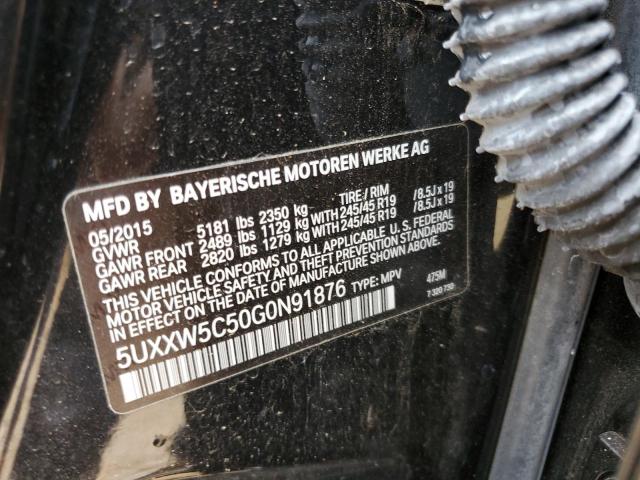 MFD BY BAYERISCHE MOTOREN WERKE AG
05/2015 5181 lbs 2350 kg TIRE / RIM
GVWR
GAWR FRONT 2489 lbs 1129 kg WITH 245/45 R19 /8.5J x 19
GAWR REAR 2820 lbs 1279 kg WITH 245/45 R19 /8.5J x 19
THIS VEHICLE CONFORMS TO ALL APPLICABLE U. S. FEDERAL
MOTOR VEHICLE SAFETY AND THEFT PREVENTION STANDARDS
IN EFFECT ON THE DATE OF MANUFACTURE SHOWN ABOVE.
5UXXW5C50G0N91876 TYPE: MPV 475M
7 320 730